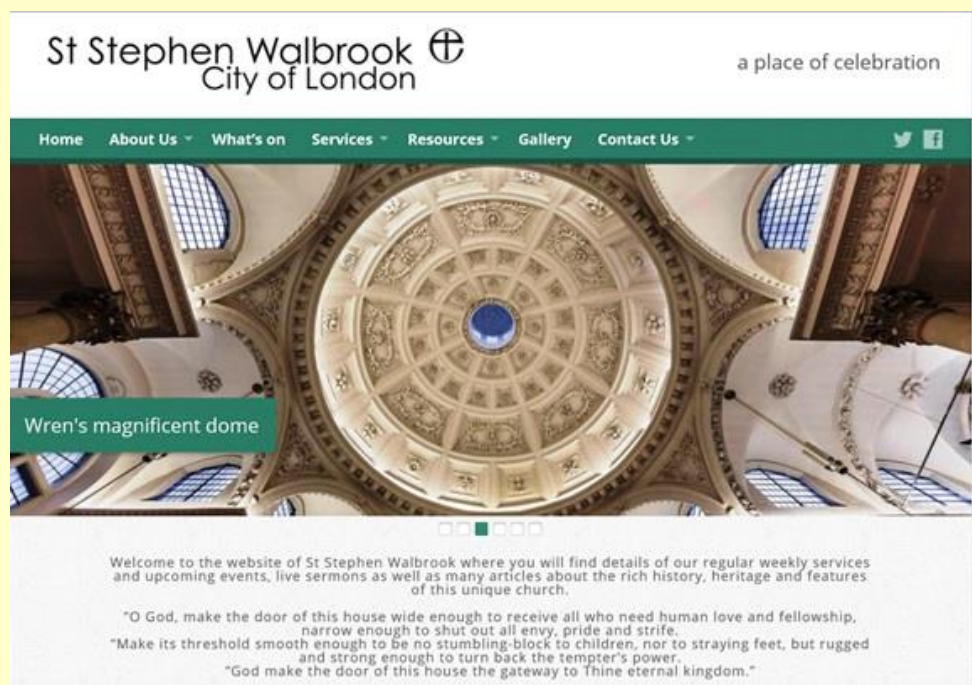 St Stephen Walbrook
City of London
a place of celebration
Home About Us What's on Services Resources Gallery Contact Us
Wren's magnificent dome
Welcome to the website of St Stephen Walbrook where you will find details of our regular weekly services
and upcoming events, live sermons as well as many articles about the rich history, heritage and features
of this unique church.
"O God, make the door of this house wide enough to receive all who need human love and fellowship,
narrow enough to shut out all envy, pride and strife.
"Make its threshold smooth enough to be no stumbling-block to children, nor to straying feet, but rugged
and strong enough to turn back the tempter's power.
"God make the door of this house the gateway to Thine eternal kingdom."